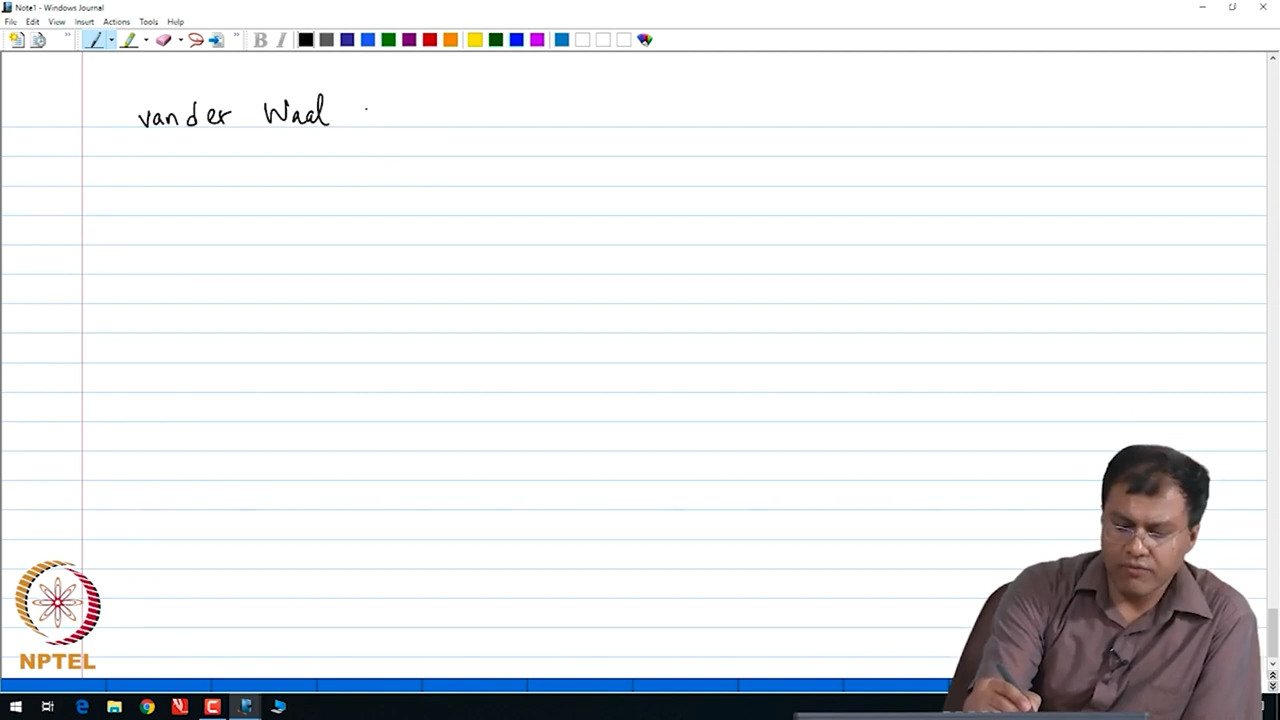 Note1 - Windows Journal
File Edit View Insert Actions Tools Help
B I
van der Waal
NPTEL